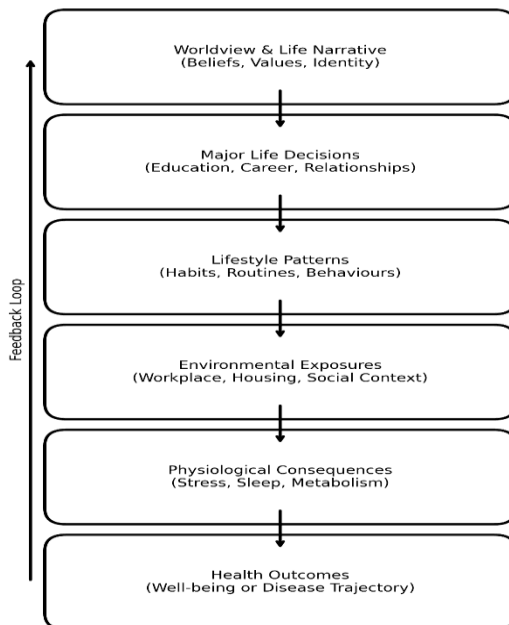 Worldview & Life Narrative
(Beliefs, Values, Identity)
Major Life Decisions
(Education, Career, Relationships)
Lifestyle Patterns
(Habits, Routines, Behaviours)
Feedback Loop
Environmental Exposures
(Workplace, Housing, Social Context)
Physiological Consequences
(Stress, Sleep, Metabolism)
Health Outcomes
(Well-being or Disease Trajectory)